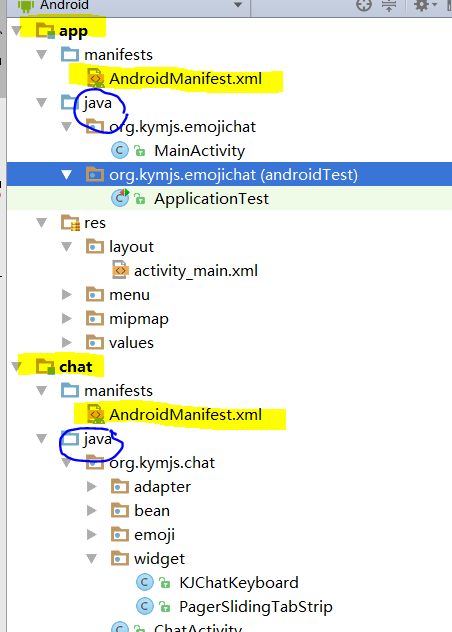 Android
app
manifests
AndroidManifest.xml
java
org.kymjs.emojichat
MainActivity
org.kymjs.emojichat (androidTest)
ApplicationTest
res
layout
activity_main.xml
menu
mipmap
values
chat
manifests
AndroidManifest.xml
java
org.kymjs.chat
adapter
bean
emoji
widget
KJChatKeyboard
PagerSlidingTabStrip
ChatActivity